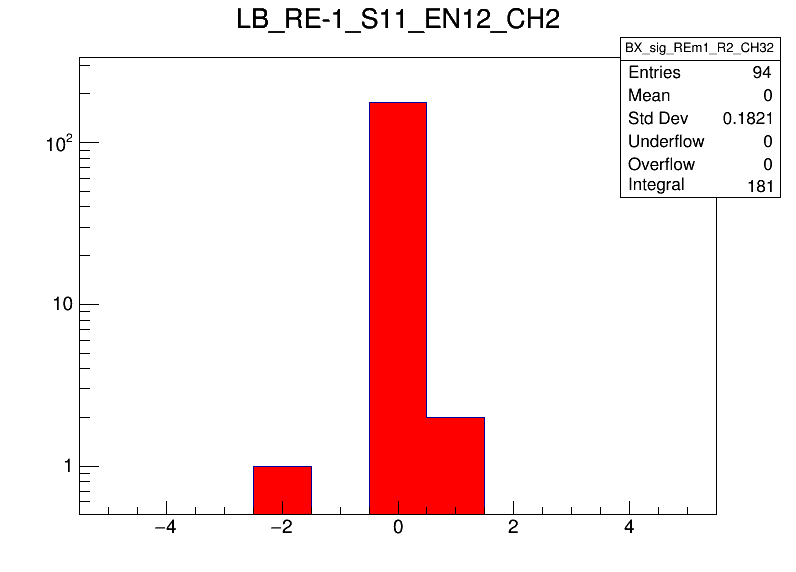 LB_RE-1_S11_EN12_CH2
BX_sig_REm1_R2_CH32
Entries 94
Mean 0
Std Dev 0.1821
Underflow 0
Overflow 0
Integral 181
10²
10
1
−4 −2 0 2 4